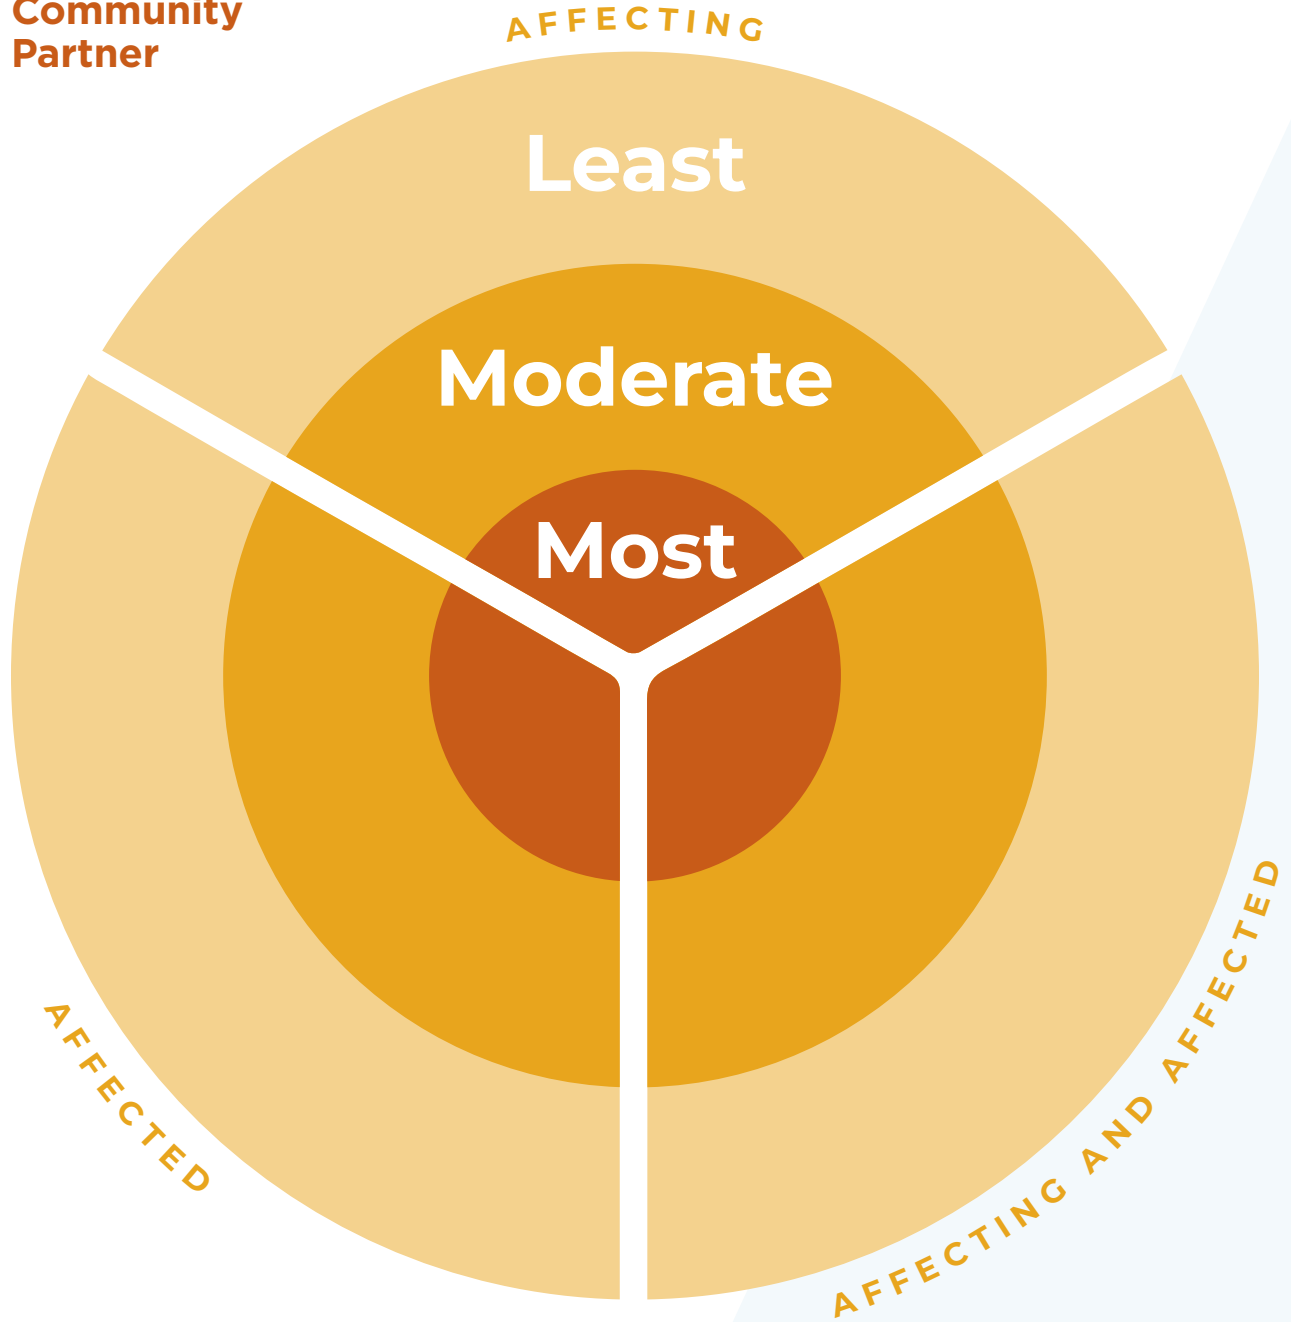 Community
Partner
AFFECTING
Least
Moderate
Most
AFFECTED
AFFECTING AND AFFECTED